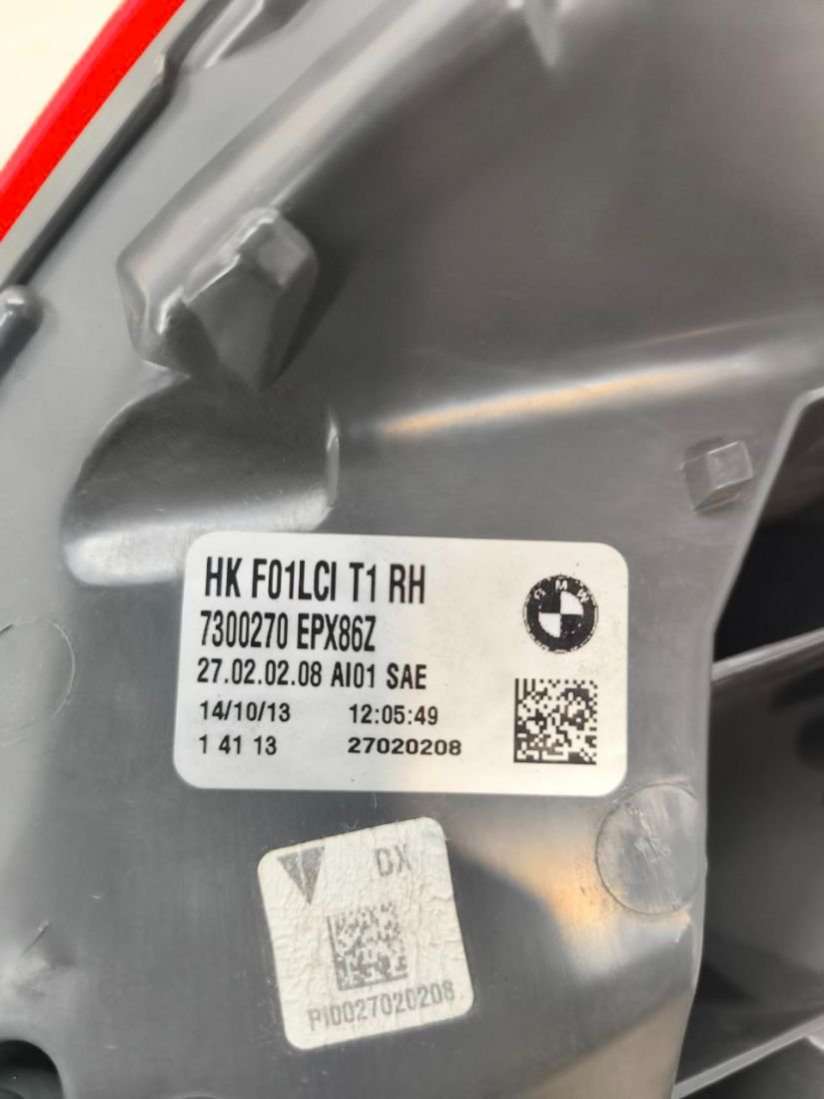 HK F01LCI T1 RH
7300270 EPX86Z
27.02.02.08 AI01 SAE
14/10/13 12:05:49
1 41 13 27020208
BMW
DX
PI0027020208